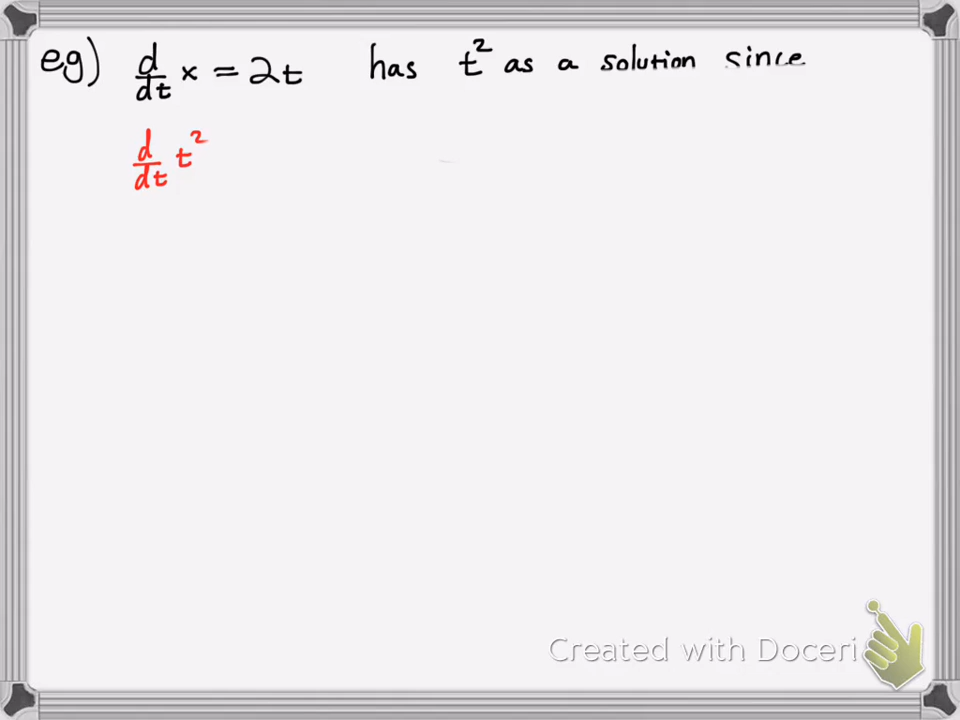 eg) d/dt x = 2t has t² as a solution since
d/dt t²
Created with Doceri